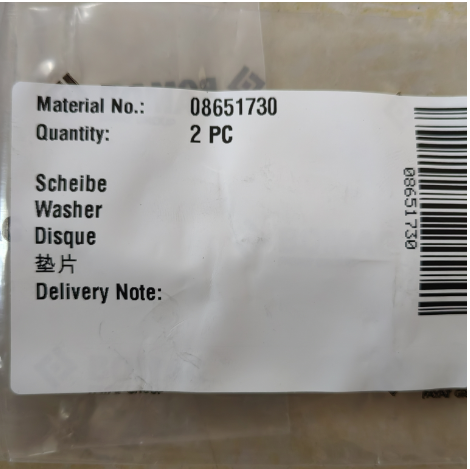 Material No.: 08651730
Quantity: 2 PC
Scheibe
Washer
Disque
垫片
Delivery Note:
08651730